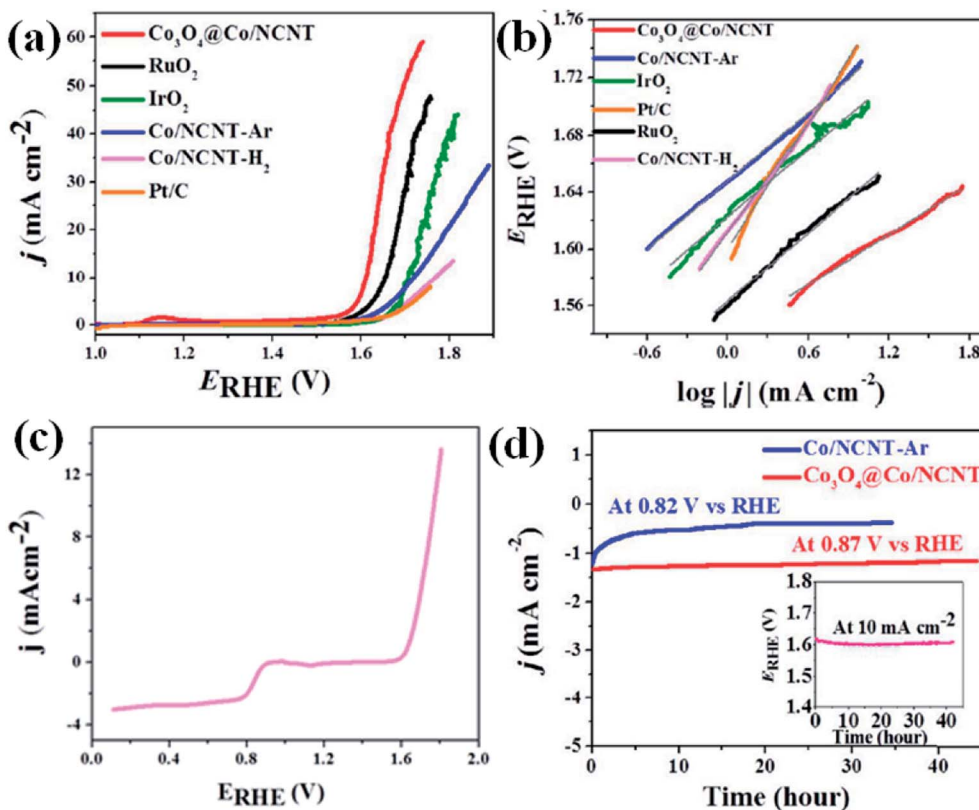 (a)
Co₃O₄@Co/NCNT
RuO₂
IrO₂
Co/NCNT-Ar
Co/NCNT-H₂
Pt/C
60
50
40
30
20
10
0
j (mA cm⁻²)
1.0 1.2 1.4 1.6 1.8
E_RHE (V)
(b)
Co₃O₄@Co/NCNT
Co/NCNT-Ar
IrO₂
Pt/C
RuO₂
Co/NCNT-H₂
1.76
1.72
1.68
1.64
1.60
1.56
E_RHE (V)
-0.6 0.0 0.6 1.2 1.8
log |j| (mA cm⁻²)
(c)
12
8
4
0
-4
j (mAcm⁻²)
0.0 0.4 0.8 1.2 1.6 2.0
E_RHE (V)
(d)
Co/NCNT-Ar
Co₃O₄@Co/NCNT
At 0.82 V vs RHE
At 0.87 V vs RHE
1
0
-1
-2
-3
-4
-5
j (mA cm⁻²)
0 10 20 30 40
Time (hour)
1.8
1.7
1.6
1.5
1.4
E_RHE (V)
At 10 mA cm⁻²
0 10 20 30 40
Time (hour)